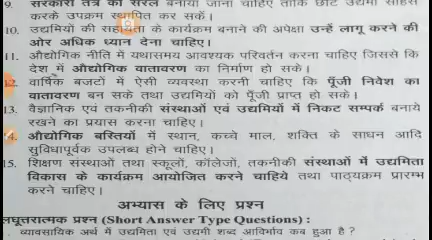 9. सरकारी तंत्र को सरल बनाया जाना चाहिए ताकि छोटे उद्यमी साहस
करके उपक्रम स्थापित कर सकें।
10. उद्यमियों की सहायता के कार्यक्रम बनाने की अपेक्षा उन्हें लागू करने की
ओर अधिक ध्यान देना चाहिए।
11. औद्योगिक नीति में यथासमय आवश्यक परिवर्तन करना चाहिए जिससे कि
देश में औद्योगिक वातावरण का निर्माण हो सके।
12. वार्षिक बजटों में ऐसी व्यवस्था करनी चाहिए कि पूँजी निवेश का
वातावरण बन सके तथा उद्यमियों को पूँजी प्राप्त हो सके।
13. वैज्ञानिक एवं तकनीकी संस्थाओं एवं उद्यमियों में निकट सम्पर्क बनाये
रखने का प्रयास करना चाहिए।
14. औद्योगिक बस्तियों में स्थान, कच्चे माल, शक्ति के साधन आदि
सुविधापूर्वक उपलब्ध होने चाहिए।
15. शिक्षण संस्थाओं तथा स्कूलों, कॉलेजों, तकनीकी संस्थाओं में उद्यमिता
विकास के कार्यक्रम आयोजित करने चाहिये तथा पाठ्यक्रम प्रारम्भ
करने चाहिए।
अभ्यास के लिए प्रश्न
लघूत्तरात्मक प्रश्न (Short Answer Type Questions) :
. व्यावसायिक अर्थ में उद्यमिता एवं उद्यमी शब्द आविर्भाव कब हुआ है ?